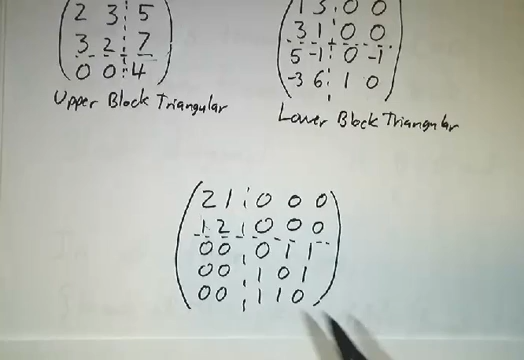 2 3 5
3 2 7
0 0 4
Upper Block Triangular
1 3 0 0
3 1 0 0
5 -1 0 -1
-3 6 1 0
Lower Block Triangular
2 1 0 0 0
1 2 0 0 0
0 0 0 1 1
0 0 1 0 1
0 0 1 1 0